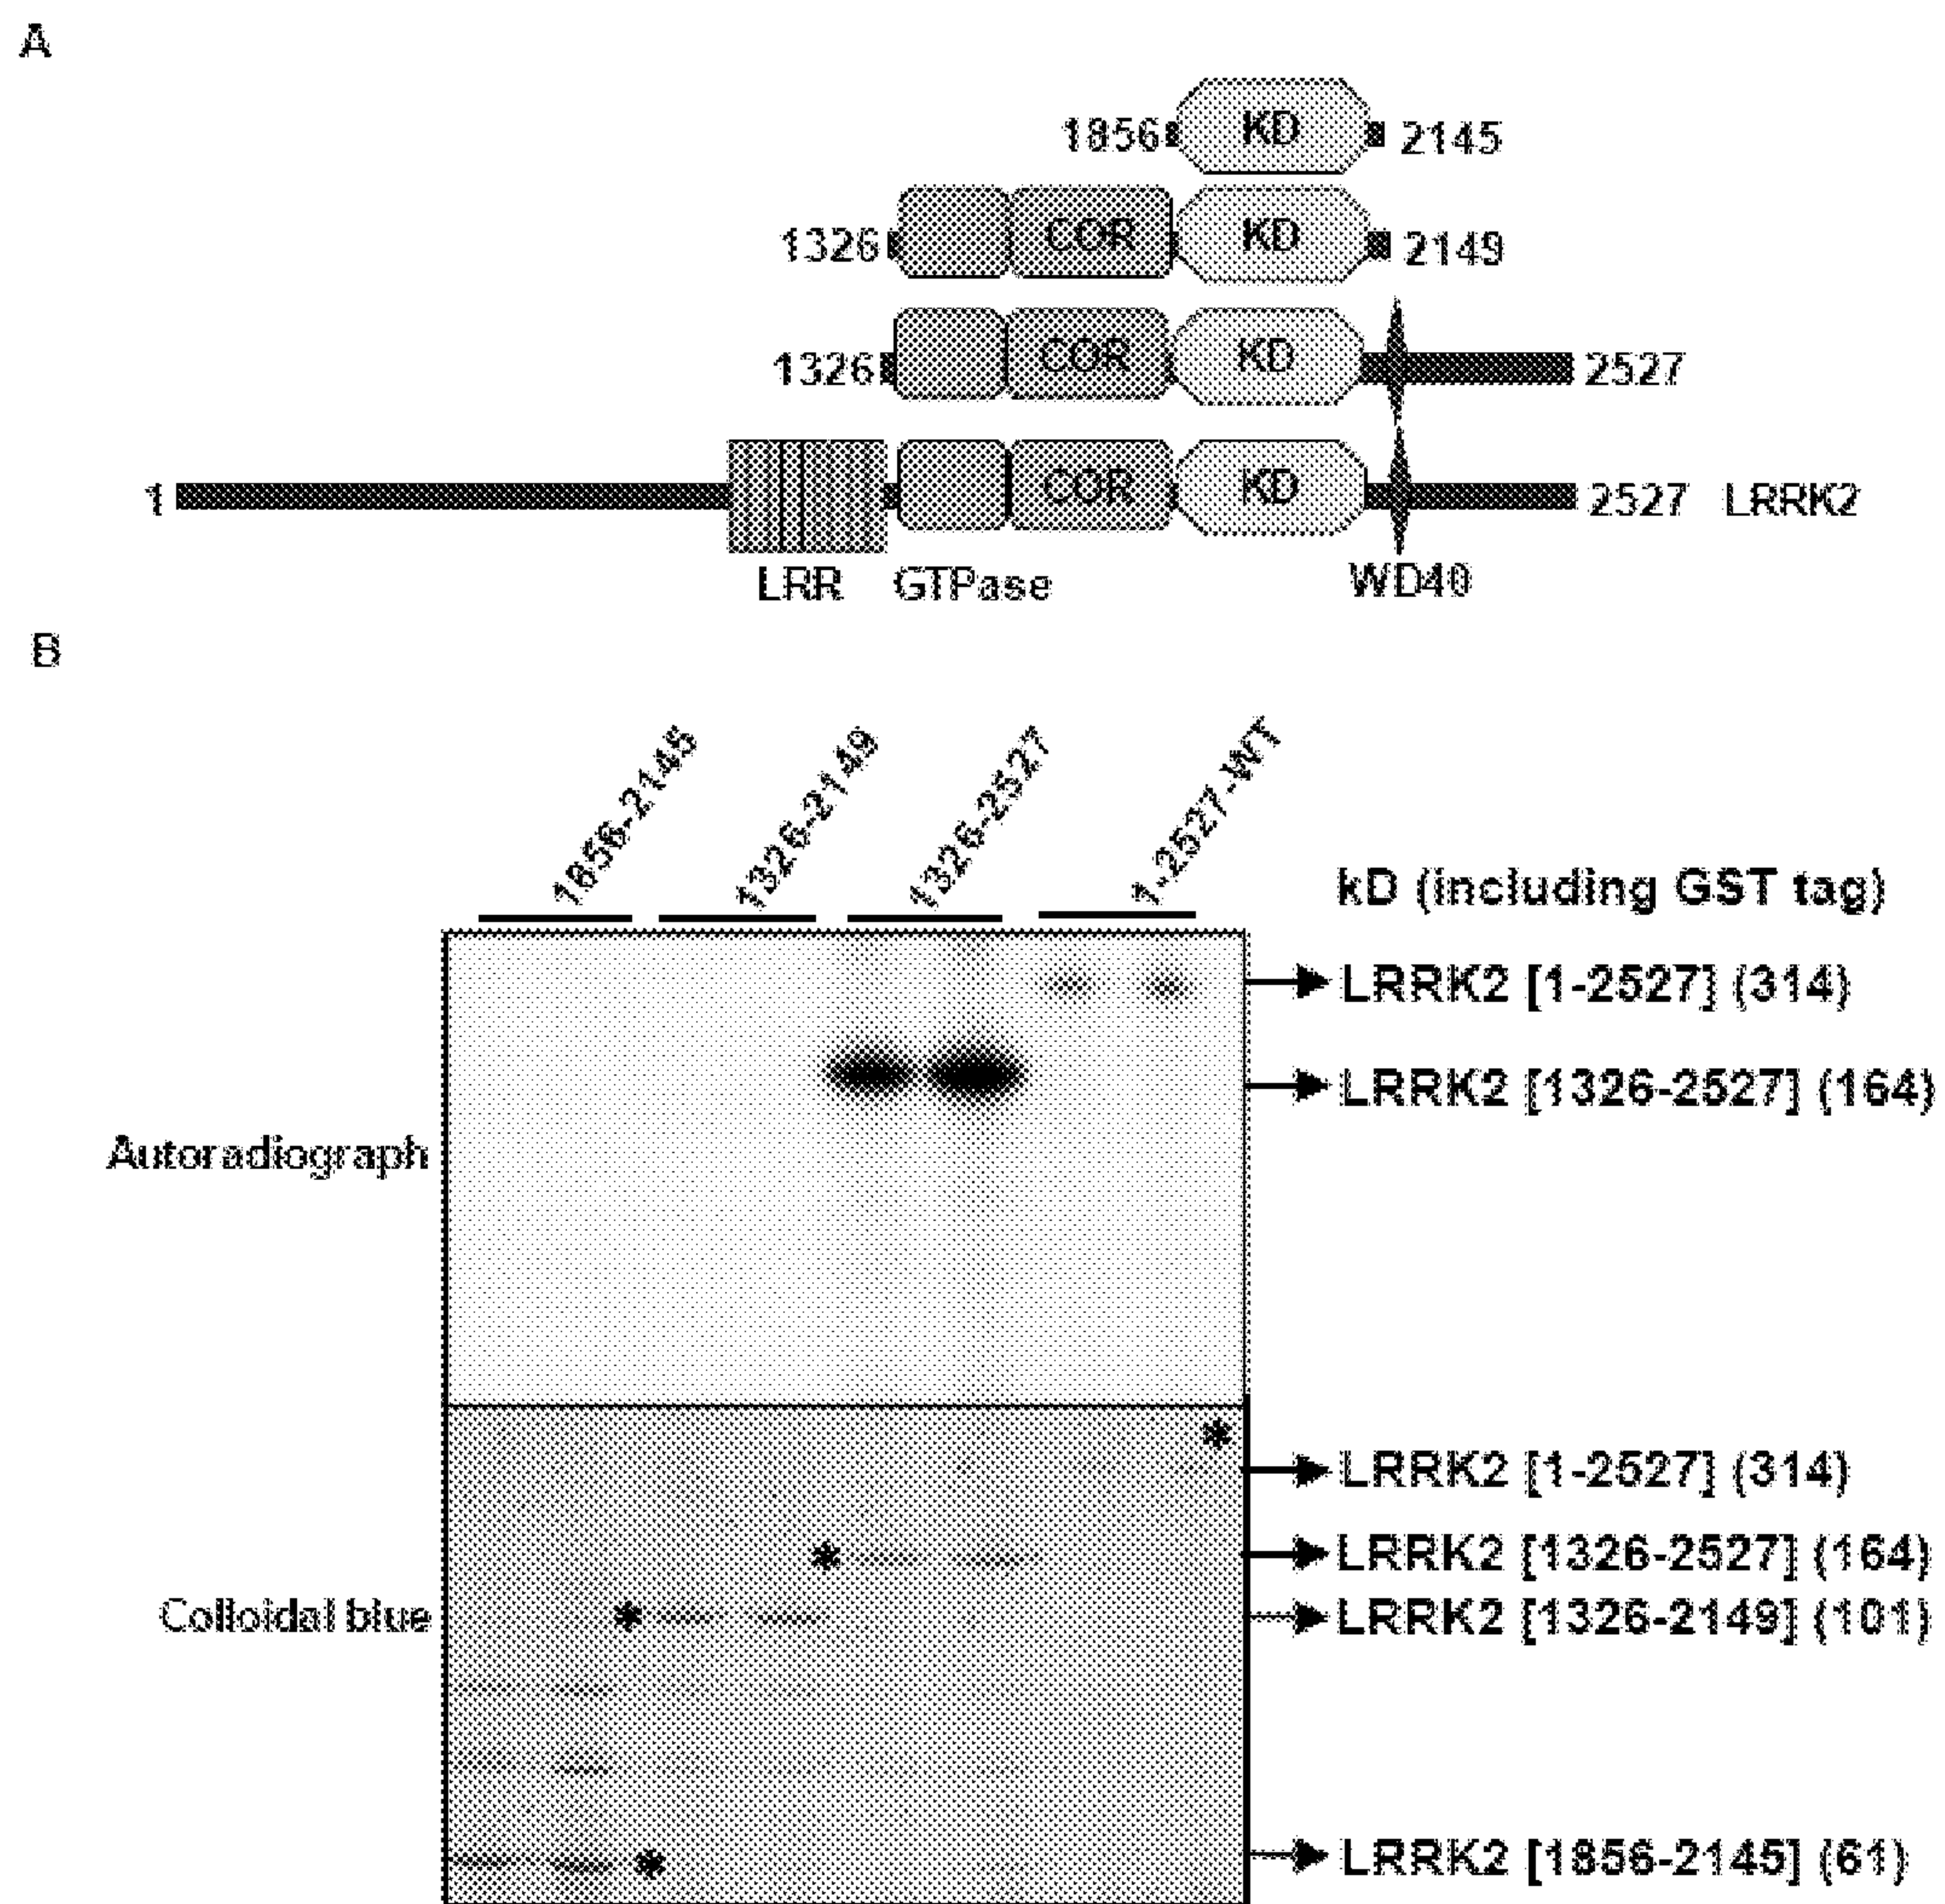 A
1856 KD 2145
1326 COR KD 2149
1326 COR KD 2527
1 COR KD 2527 LRRK2
LRR GTPase WD40
B
1856-2145 1326-2149 1326-2527 1-2527-WT
kD (including GST tag)
LRRK2 [1-2527] (314)
LRRK2 [1326-2527] (164)
Autoradiograph
*
LRRK2 [1-2527] (314)
* LRRK2 [1326-2527] (164)
Colloidal blue * LRRK2 [1326-2149] (101)
* LRRK2 [1856-2145] (61)